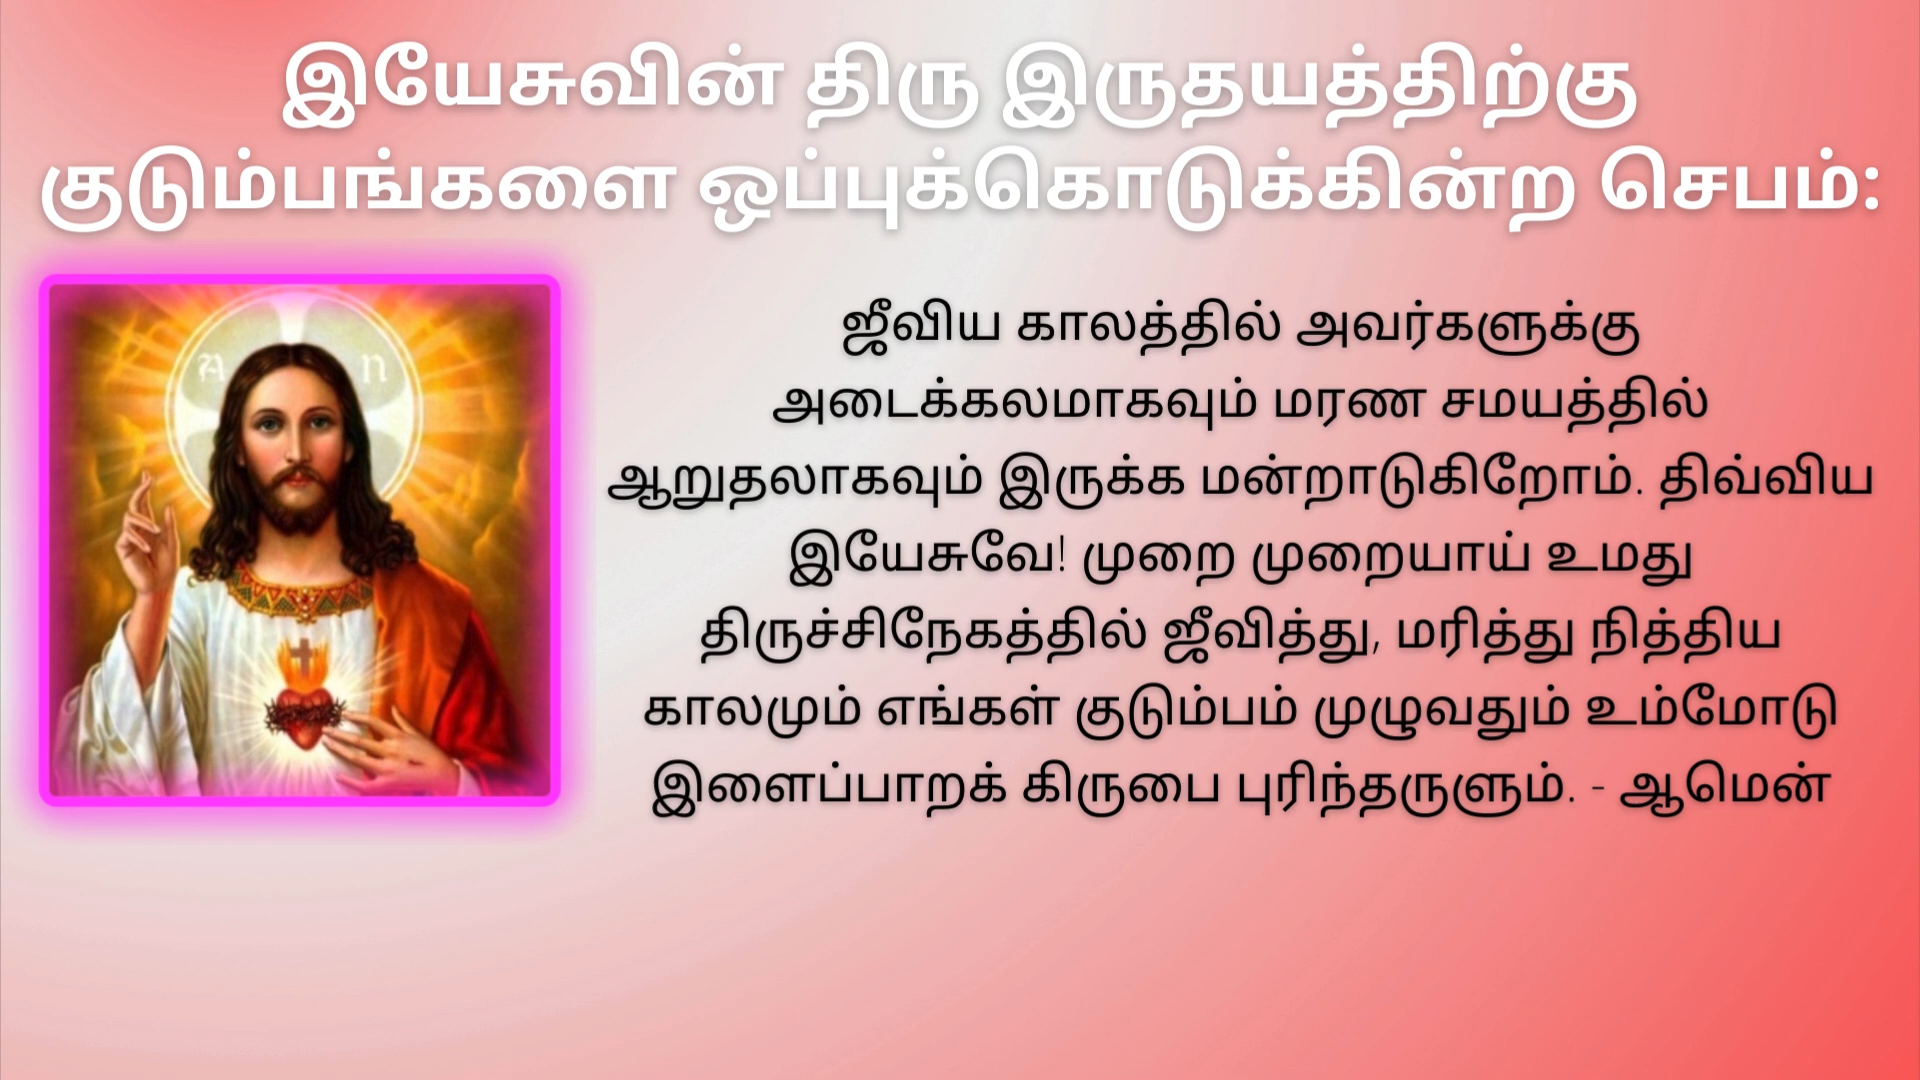 இயேசுவின் திரு இருதயத்திற்கு
குடும்பங்களை ஒப்புக்கொடுக்கின்ற செபம்:
A n
ஜீவிய காலத்தில் அவர்களுக்கு
அடைக்கலமாகவும் மரண சமயத்தில்
ஆறுதலாகவும் இருக்க மன்றாடுகிறோம். திவ்விய
இயேசுவே! முறை முறையாய் உமது
திருச்சிநேகத்தில் ஜீவித்து, மரித்து நித்திய
காலமும் எங்கள் குடும்பம் முழுவதும் உம்மோடு
இளைப்பாறக் கிருபை புரிந்தருளும். - ஆமென்